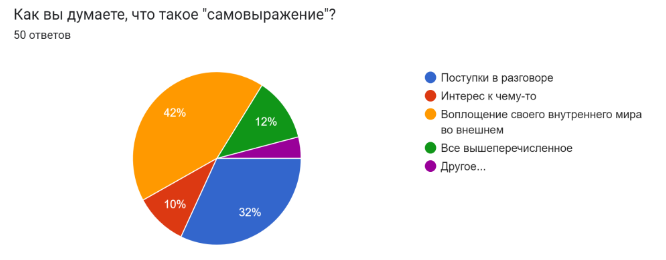 Как вы думаете, что такое "самовыражение"?
50 ответов
42%
12%
10%
32%
Поступки в разговоре
Интерес к чему-то
Воплощение своего внутреннего мира
во внешнем
Все вышеперечисленное
Другое...